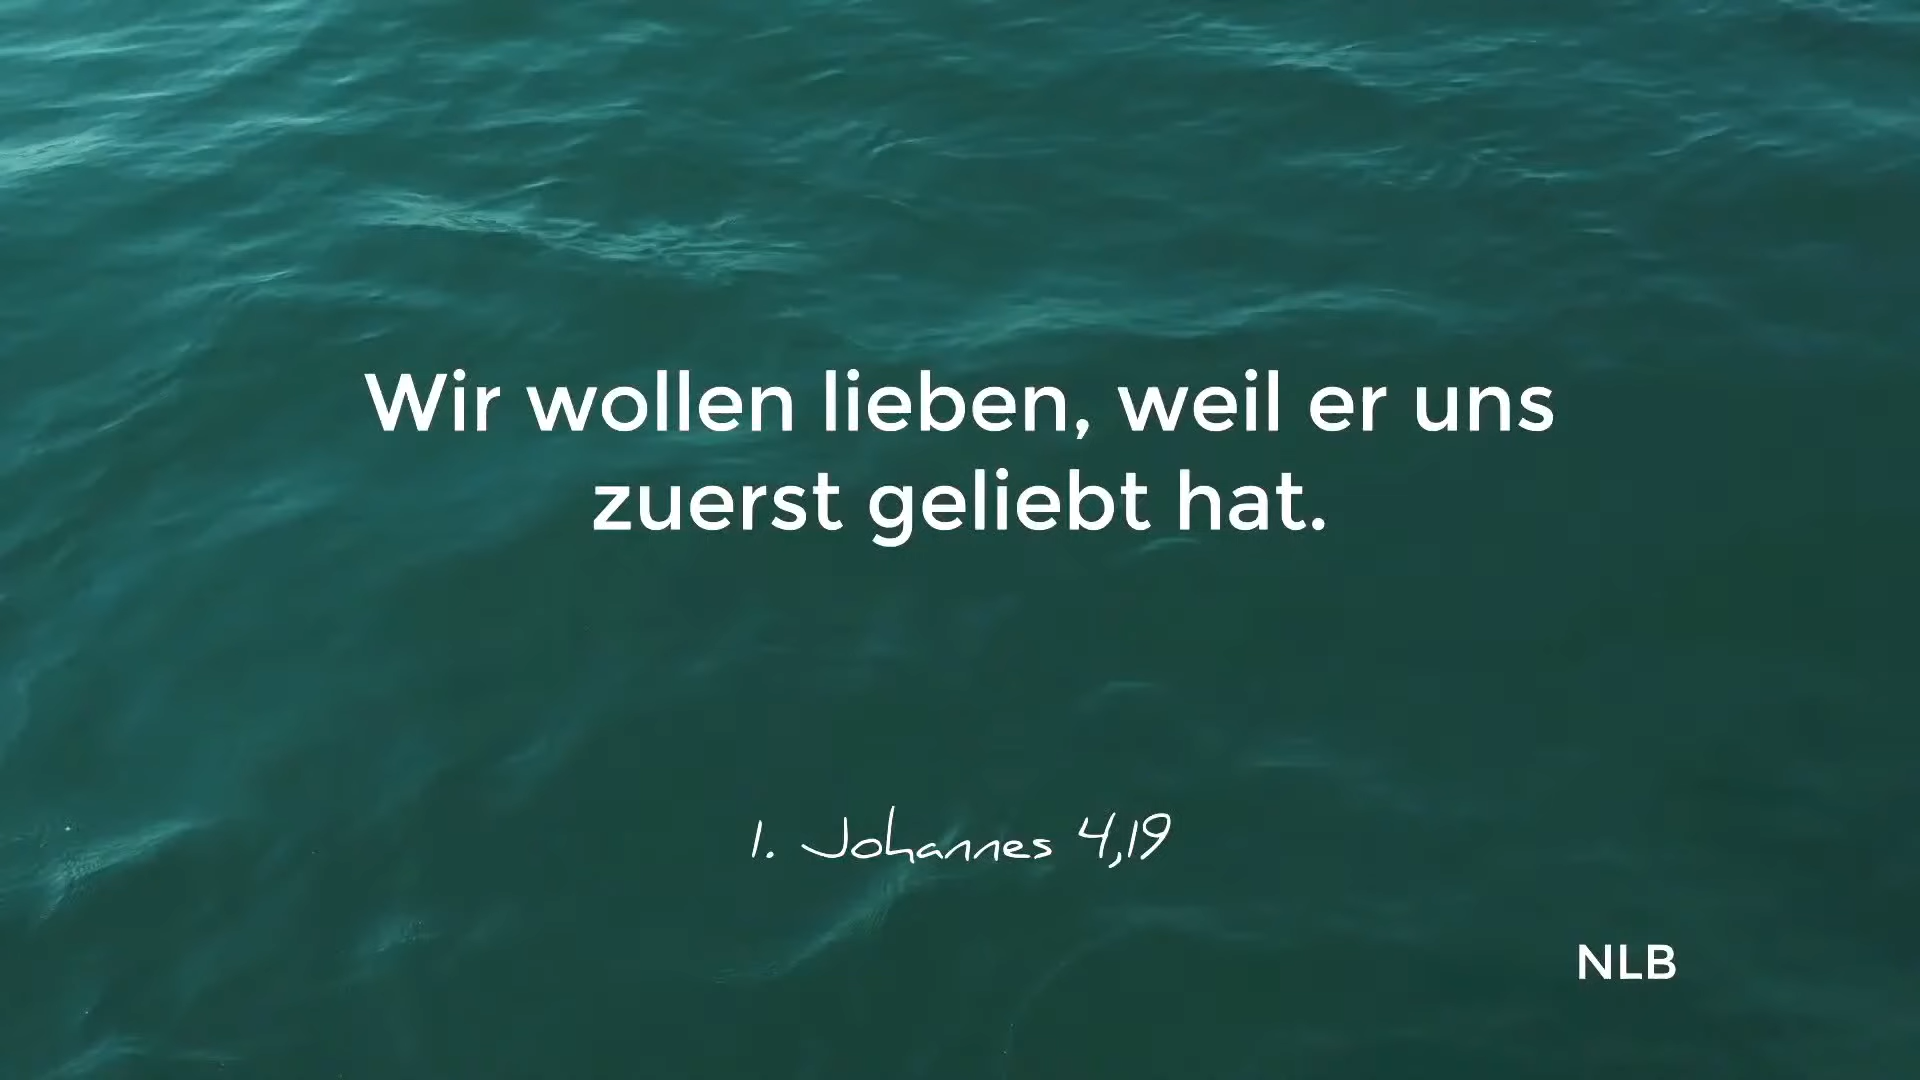 Wir wollen lieben, weil er uns
zuerst geliebt hat.
1. Johannes 4,19
NLB